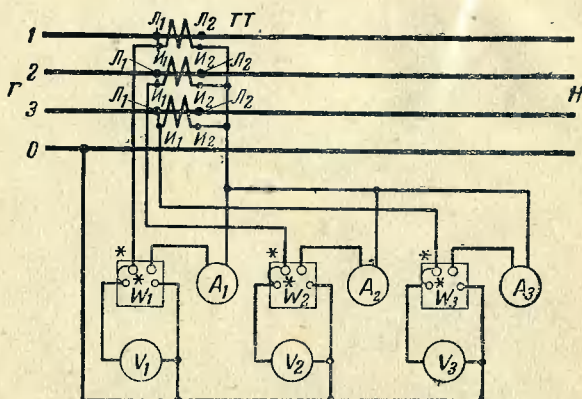 Л₁ Л₂ ТТ
1
И₁ И₂
2 Л₁ Л₂
Г И₁ И₂ Н
3 Л₁ Л₂
И₁ И₂
0
* * *
* W₁ A₁ * W₂ A₂ * W₃ A₃
V₁ V₂ V₃